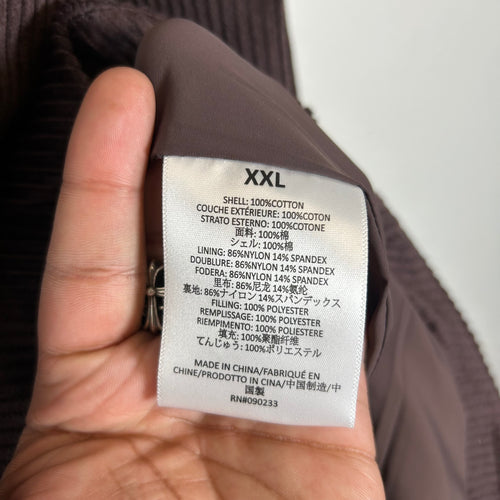 XXL
SHELL: 100%COTTON
COUCHE EXTÉRIEURE: 100%COTON
STRATO ESTERNO: 100%COTONE
面料: 100%棉
シェル: 100%棉
LINING: 86%NYLON 14% SPANDEX
DOUBLURE: 86%NYLON 14% SPANDEX
FODERA: 86%NYLON 14% SPANDEX
里布: 86%尼龙 14%氨纶
裏地: 86%ナイロン 14%スパンデックス
FILLING: 100% POLYESTER
REMPLISSAGE: 100% POLYESTER
RIEMPIMENTO: 100% POLYESTERE
填充: 100%聚酯纤维
てんじゅう: 100%ポリエステル
MADE IN CHINA/FABRIQUÉ EN
CHINE/PRODOTTO IN CINA/中国制造/中
国製
RN#090233